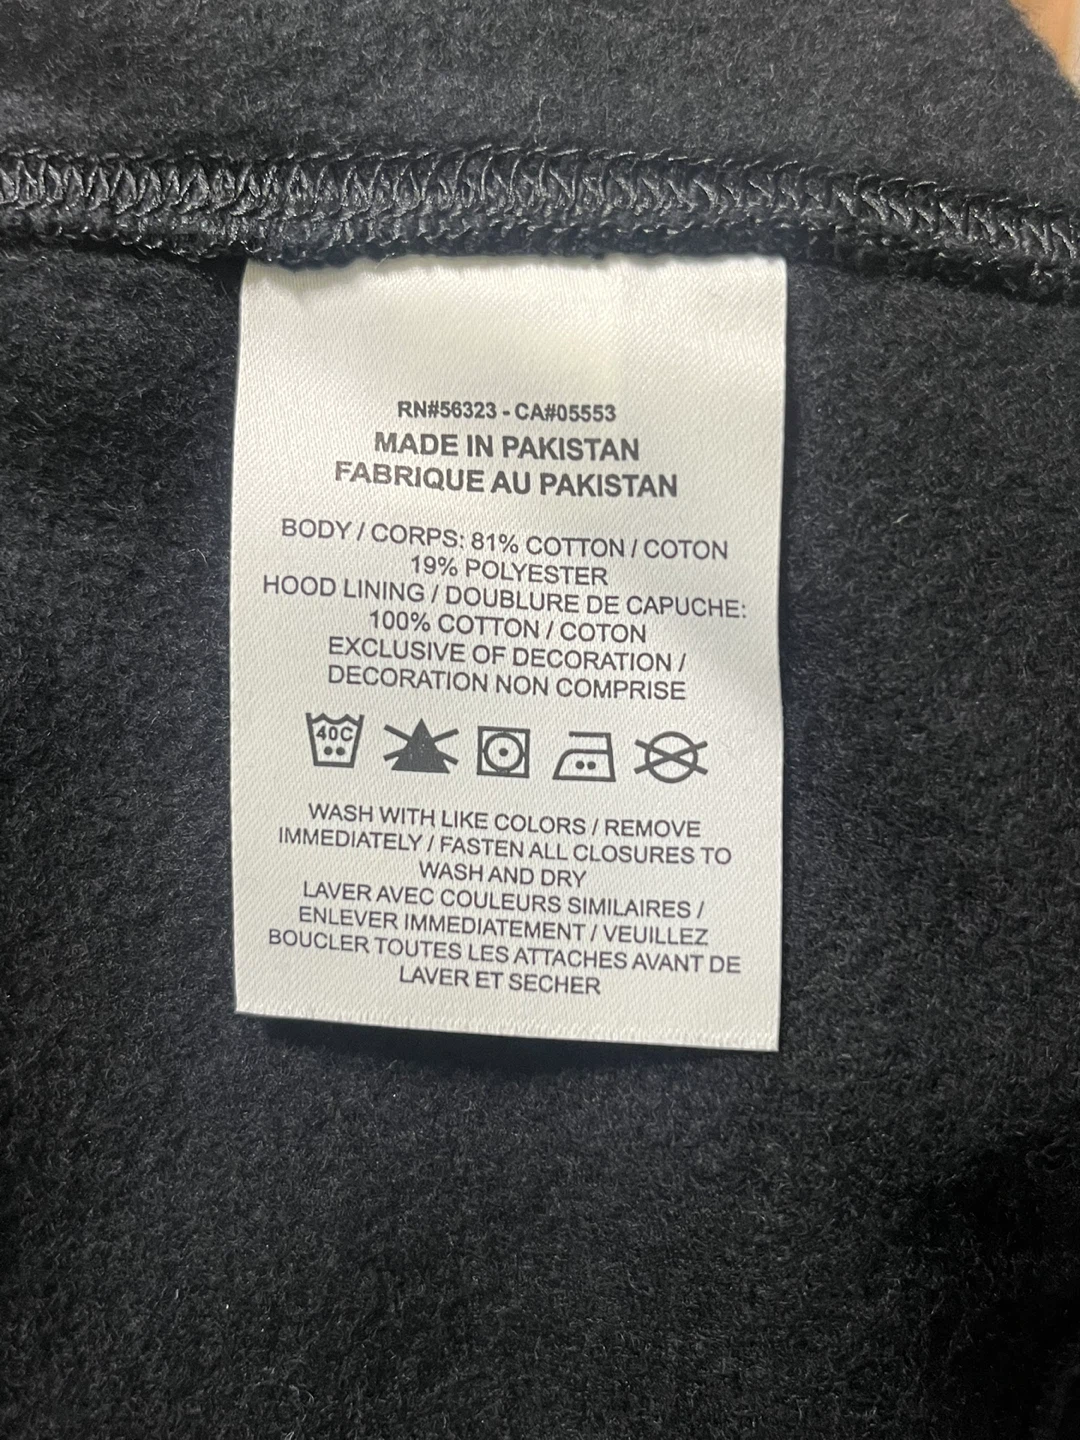 RN#56323 - CA#05553
MADE IN PAKISTAN
FABRIQUE AU PAKISTAN
BODY / CORPS: 81% COTTON / COTON
19% POLYESTER
HOOD LINING / DOUBLURE DE CAPUCHE:
100% COTTON / COTON
EXCLUSIVE OF DECORATION /
DECORATION NON COMPRISE
40C
WASH WITH LIKE COLORS / REMOVE
IMMEDIATELY / FASTEN ALL CLOSURES TO
WASH AND DRY
LAVER AVEC COULEURS SIMILAIRES /
ENLEVER IMMEDIATEMENT / VEUILLEZ
BOUCLER TOUTES LES ATTACHES AVANT DE
LAVER ET SECHER